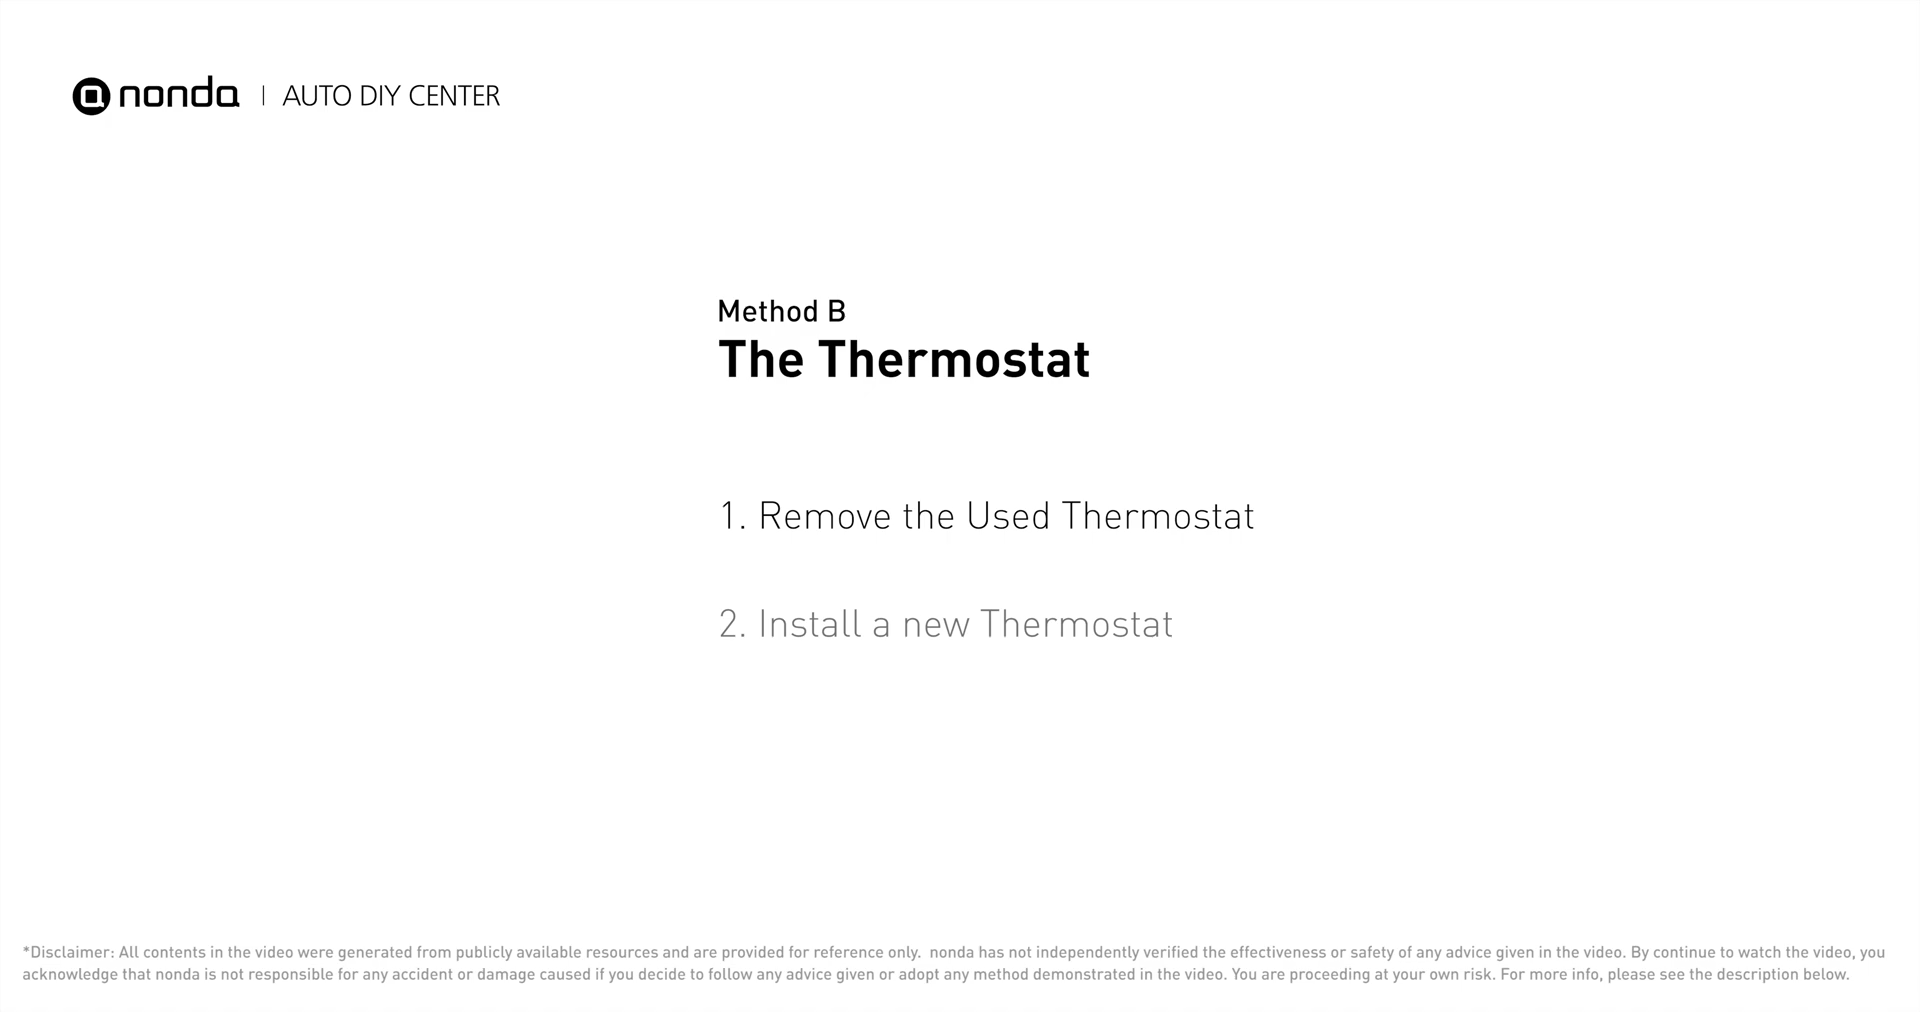 nonda | AUTO DIY CENTER
Method B
The Thermostat
1. Remove the Used Thermostat
2. Install a new Thermostat
*Disclaimer: All contents in the video were generated from publicly available resources and are provided for reference only.  nonda has not independently verified the effectiveness or safety of any advice given in the video. By continue to watch the video, you
acknowledge that nonda is not responsible for any accident or damage caused if you decide to follow any advice given or adopt any method demonstrated in the video. You are proceeding at your own risk. For more info, please see the description below.